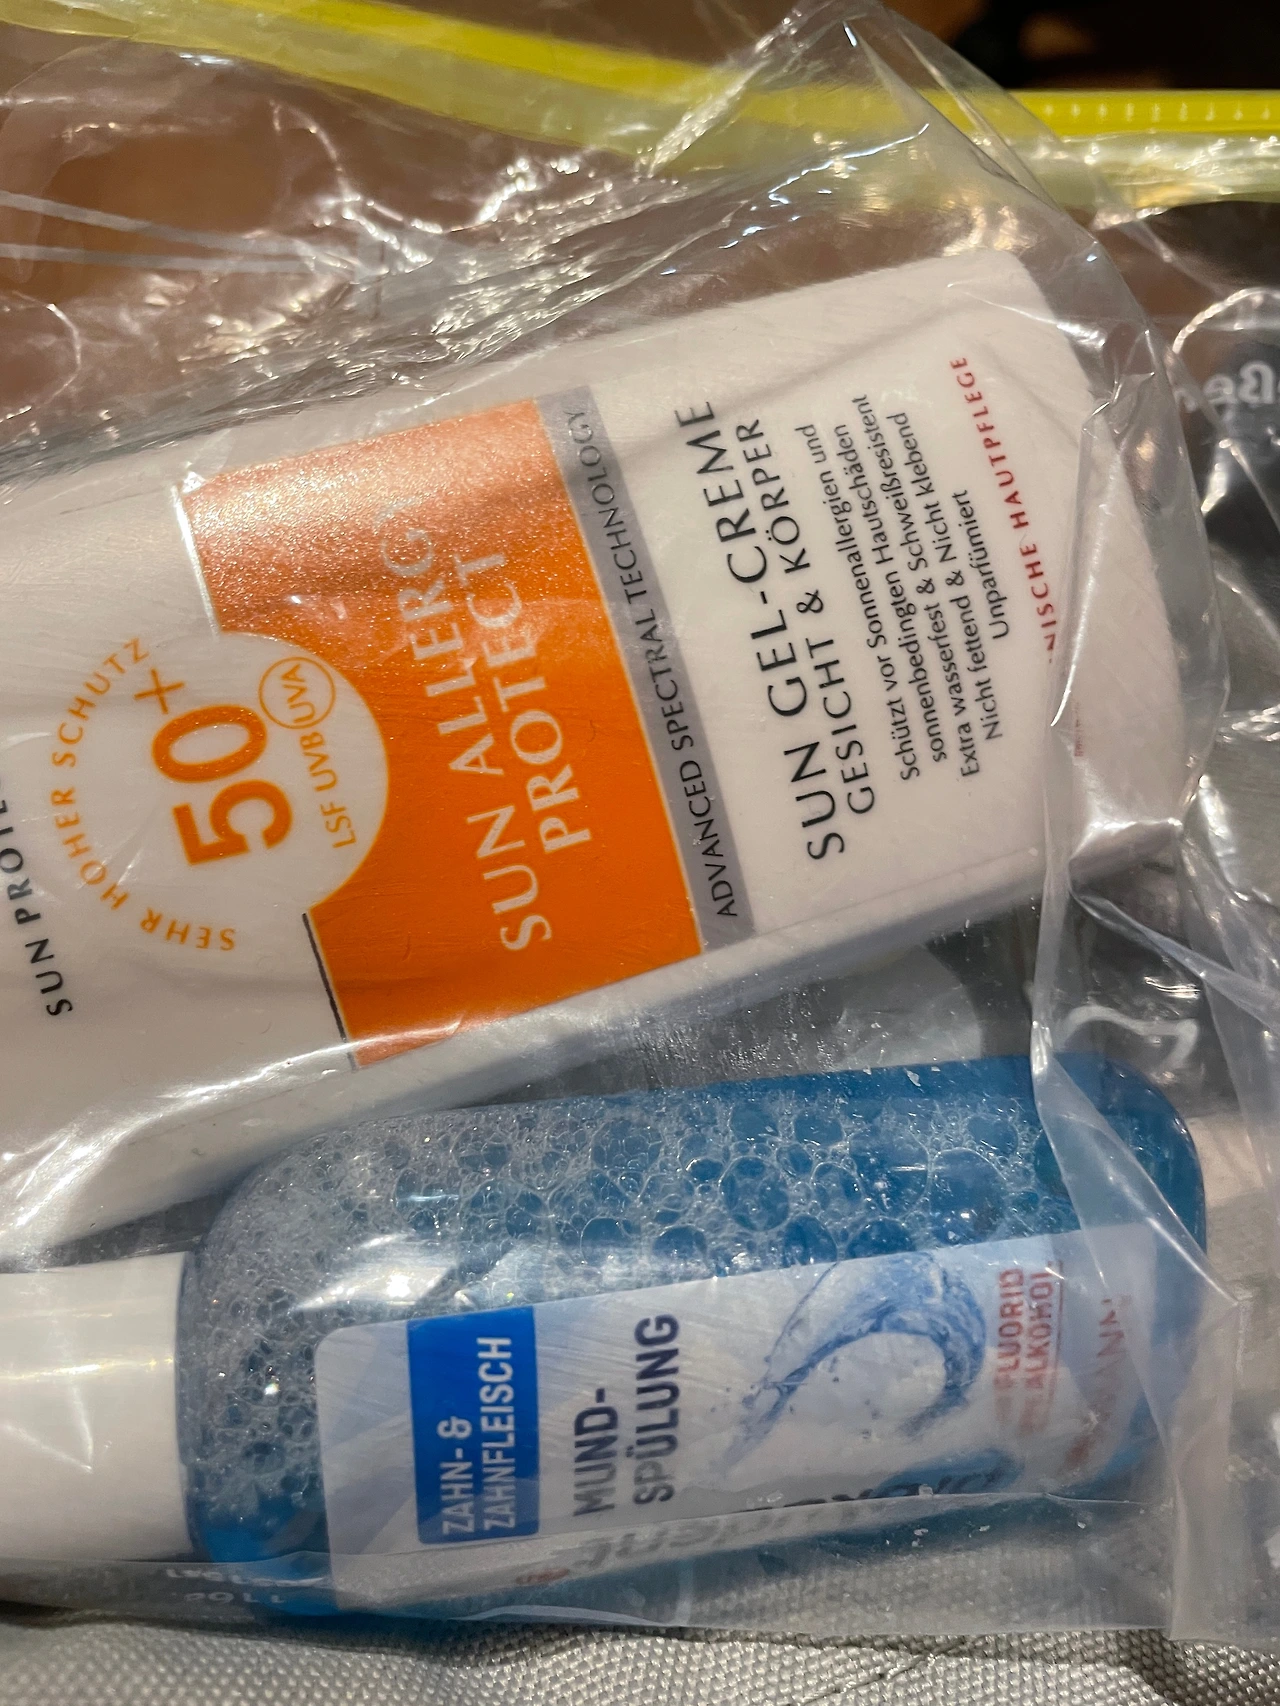 SEHR HOHER SCHUTZ
50+
LSF UVB UVA
SUN ALLERGY
PROTECT
ADVANCED SPECTRAL TECHNOLOGY
SUN GEL-CREME
GESICHT & KÖRPER
Schützt vor Sonnenallergien und
sonnenbedingten Hautschäden
Extra wasserfest & Schweißresistent
Nicht fettend & Nicht klebend
Unparfümiert
HAUTPFLEGE
ZAHN- &
ZAHNFLEISCH
MUND-
SPÜLUNG
FLUORID
ALKOHOL